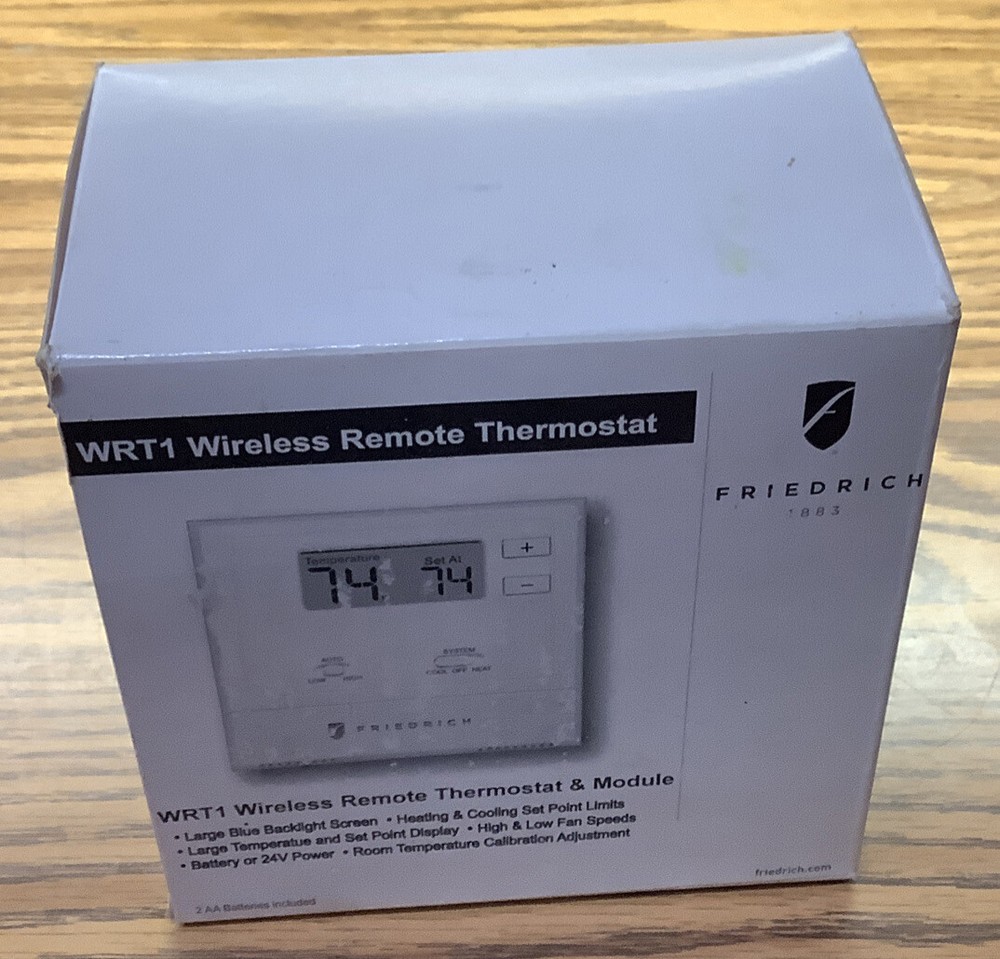 WRT1 Wireless Remote Thermostat
FRIEDRICH
1883
Temperature Set At
74 74
+
−
AUTO
LOW HIGH
SYSTEM
COOL OFF HEAT
FRIEDRICH
WRT1 Wireless Remote Thermostat & Module
• Large Blue Backlight Screen • Heating & Cooling Set Point Limits
• Large Temperatue and Set Point Display • High & Low Fan Speeds
• Battery or 24V Power • Room Temperature Calibration Adjustment
2 AA Batteries Included
friedrich.com